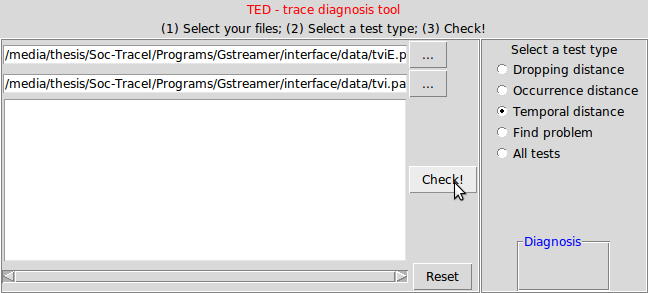 TED - trace diagnosis tool
(1) Select your files; (2) Select a test type; (3) Check!
/media/thesis/Soc-TraceI/Programs/Gstreamer/interface/data/tviE.p
...
/media/thesis/Soc-TraceI/Programs/Gstreamer/interface/data/tvi.pa
...
Check!
Reset
Select a test type
Dropping distance
Occurrence distance
Temporal distance
Find problem
All tests
Diagnosis